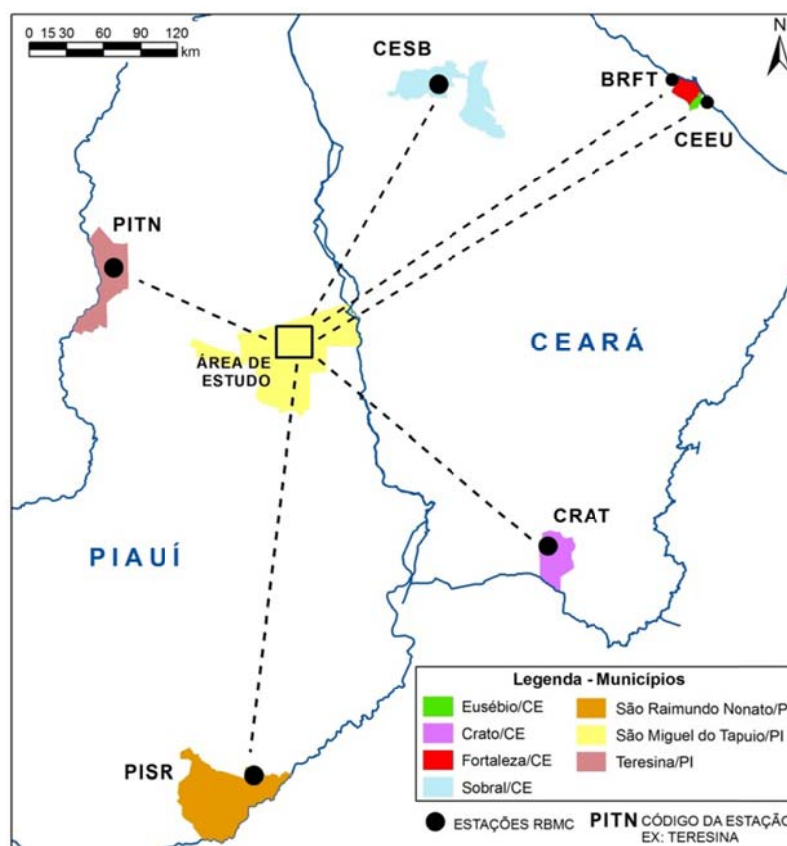 0 15 30 60 90 120
km
N
CESB
BRFT
CEEU
PITN
ÁREA DE
ESTUDO
CEARÁ
PIAUÍ
CRAT
PISR
Legenda - Municípios
Eusébio/CE
Crato/CE
Fortaleza/CE
Sobral/CE
São Raimundo Nonato/P
São Miguel do Tapuio/PI
Teresina/PI
ESTAÇÕES RBMC
PITN CÓDIGO DA ESTAÇÃO
EX: TERESINA